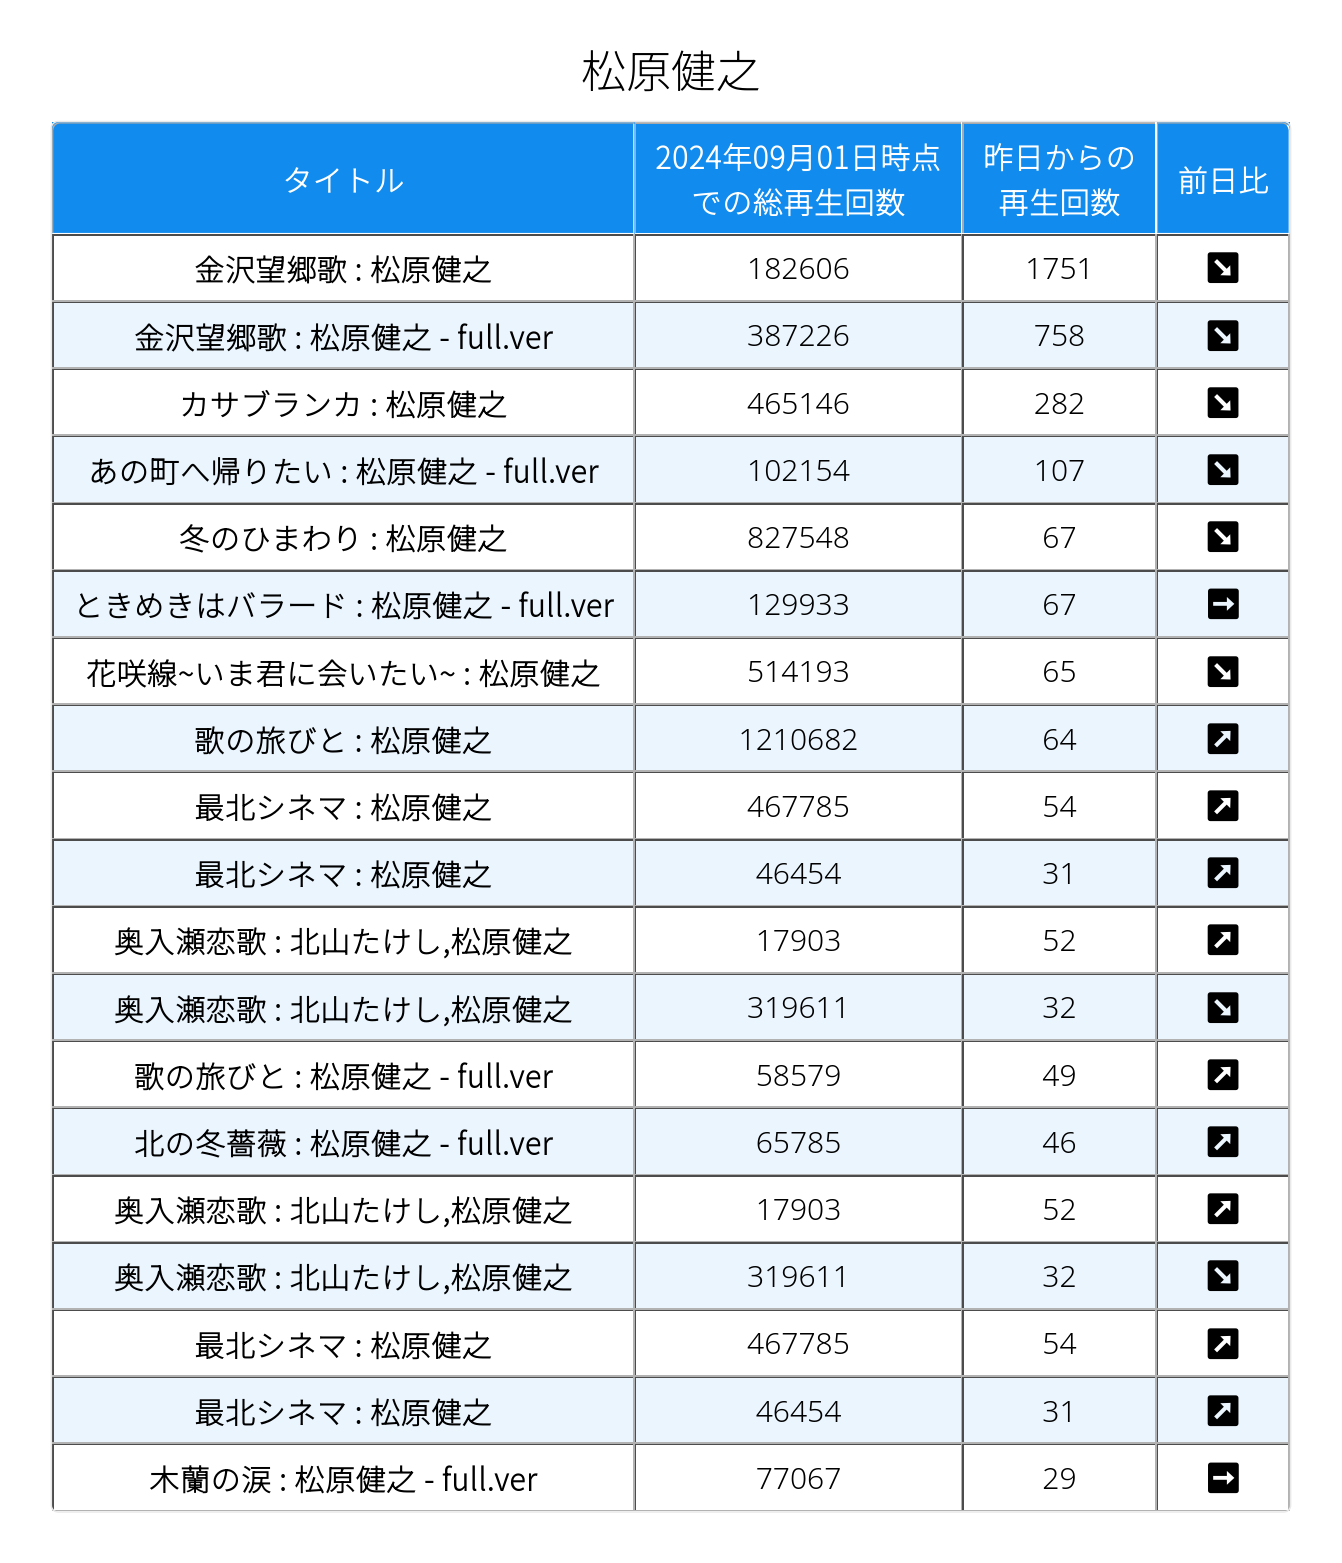 松原健之
タイトル
2024年09月01日時点
での総再生回数
昨日からの
再生回数
前日比
金沢望郷歌 : 松原健之 182606 1751 ↘
金沢望郷歌 : 松原健之 - full.ver 387226 758 ↘
カサブランカ : 松原健之 465146 282 ↘
あの町へ帰りたい : 松原健之 - full.ver 102154 107 ↘
冬のひまわり : 松原健之 827548 67 ↘
ときめきはバラード : 松原健之 - full.ver 129933 67 →
花咲線~いま君に会いたい~ : 松原健之 514193 65 ↘
歌の旅びと : 松原健之 1210682 64 ↗
最北シネマ : 松原健之 467785 54 ↗
最北シネマ : 松原健之 46454 31 ↗
奥入瀬恋歌 : 北山たけし,松原健之 17903 52 ↗
奥入瀬恋歌 : 北山たけし,松原健之 319611 32 ↘
歌の旅びと : 松原健之 - full.ver 58579 49 ↗
北の冬薔薇 : 松原健之 - full.ver 65785 46 ↗
奥入瀬恋歌 : 北山たけし,松原健之 17903 52 ↗
奥入瀬恋歌 : 北山たけし,松原健之 319611 32 ↘
最北シネマ : 松原健之 467785 54 ↗
最北シネマ : 松原健之 46454 31 ↗
木蘭の涙 : 松原健之 - full.ver 77067 29 →